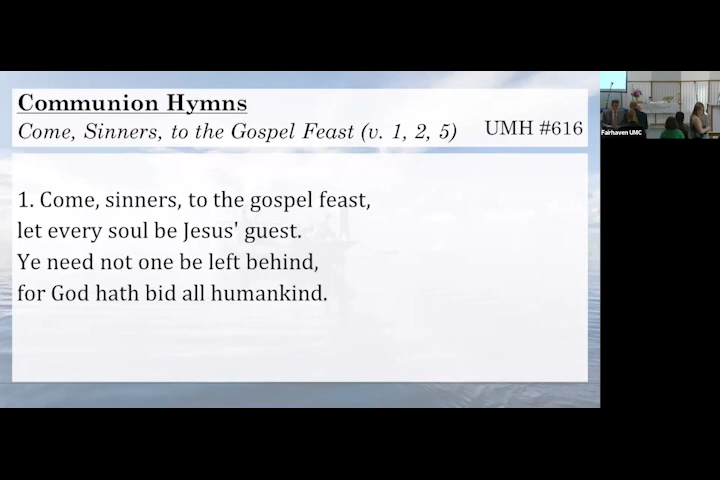 Communion Hymns
Come, Sinners, to the Gospel Feast (v. 1, 2, 5) UMH #616
1. Come, sinners, to the gospel feast,
let every soul be Jesus' guest.
Ye need not one be left behind,
for God hath bid all humankind.
Fairhaven UMC